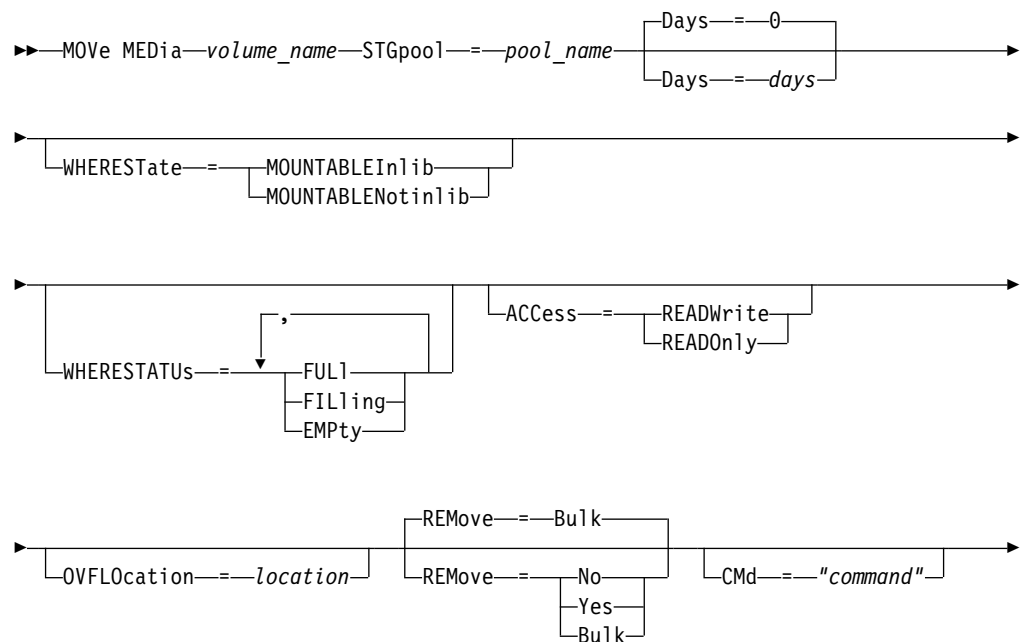 Days = 0
MOVe MEDia volume_name STGpool = pool_name
Days = days
WHERESTate = MOUNTABLEInlib
MOUNTABLENotinlib
,
ACCess = READWrite
READOnly
WHERESTATUs = FULl
FILling
EMPty
REMove = Bulk
OVFLOcation = location REMove = No CMd = "command"
Yes
Bulk